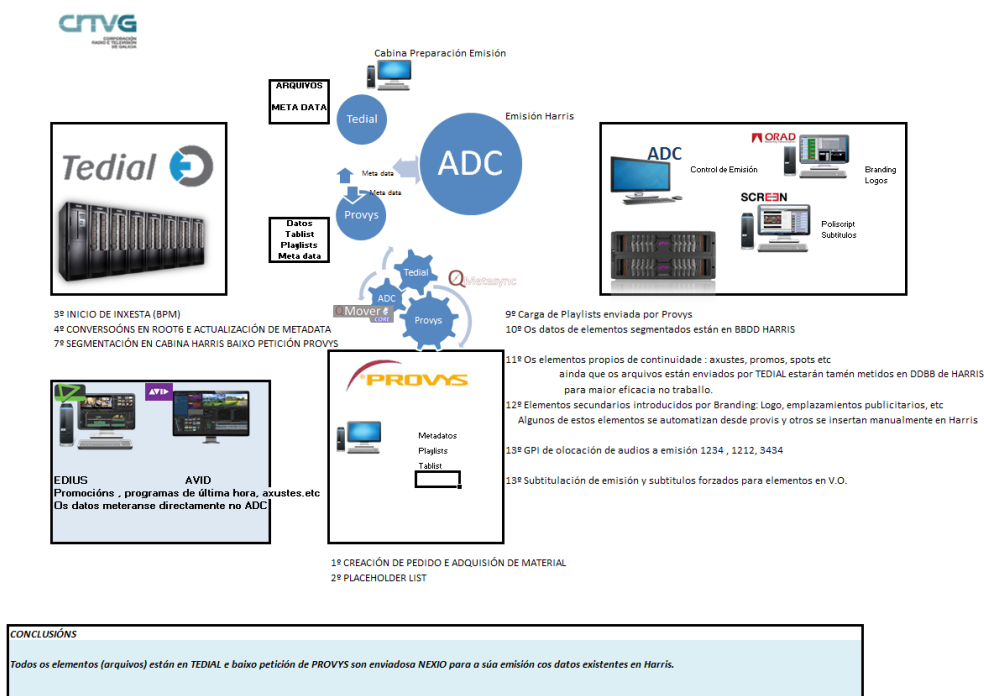 CRTVG
CORPORACIÓN
RADIO E TELEVISIÓN
DE GALICIA
Cabina Preparación Emisión
ARQUIVOS
META DATA
Tedial
Emisión Harris
ADC
Meta data
Meta data
Provys
Datos
Tablist
Playlists
Meta data
Tedial
ADC
Control de Emisión
ORAD
Branding
Logos
SCREEN
Poliscript
Subtítulos
Tedial
ADC
Provys
QMetasync
QMover
CORE
3º INICIO DE INXESTA (BPM)
4º CONVERSOÓNS EN ROOT6 E ACTUALIZACIÓN DE METADATA
7º SEGMENTACIÓN EN CABINA HARRIS BAIXO PETICIÓN PROVYS
9º Carga de Playlists enviada por Provys
10º Os datos de elementos segmentados están en BBDD HARRIS
11º Os elementos propios de continuidade : axustes, promos, spots etc
ainda que os arquivos están enviados por TEDIAL estarán tamén metidos en DDBB de HARRIS
para maior eficacia no traballo.
12º Elementos secundarios introducidos por Branding: Logo, emplazamientos publicitarios, etc
Algunos de estos elementos se automatizan desde provis y otros se insertan manualmente en Harris
13º GPI de olocación de audios a emisión 1234 , 1212, 3434
13º Subtitulación de emisión y subtitulos forzados para elementos en V.O.
PROVYS
Metadatos
Playlists
Tablist
AVID
EDIUS AVID
Promocións , programas de última hora, axustes.etc
Os datos meteranse directamente no ADC
1º CREACIÓN DE PEDIDO E ADQUISIÓN DE MATERIAL
2º PLACEHOLDER LIST
CONCLUSIÓNS
Todos os elementos (arquivos) están en TEDIAL e baixo petición de PROVYS son enviadosa NEXIO para a súa emisión cos datos existentes en Harris.